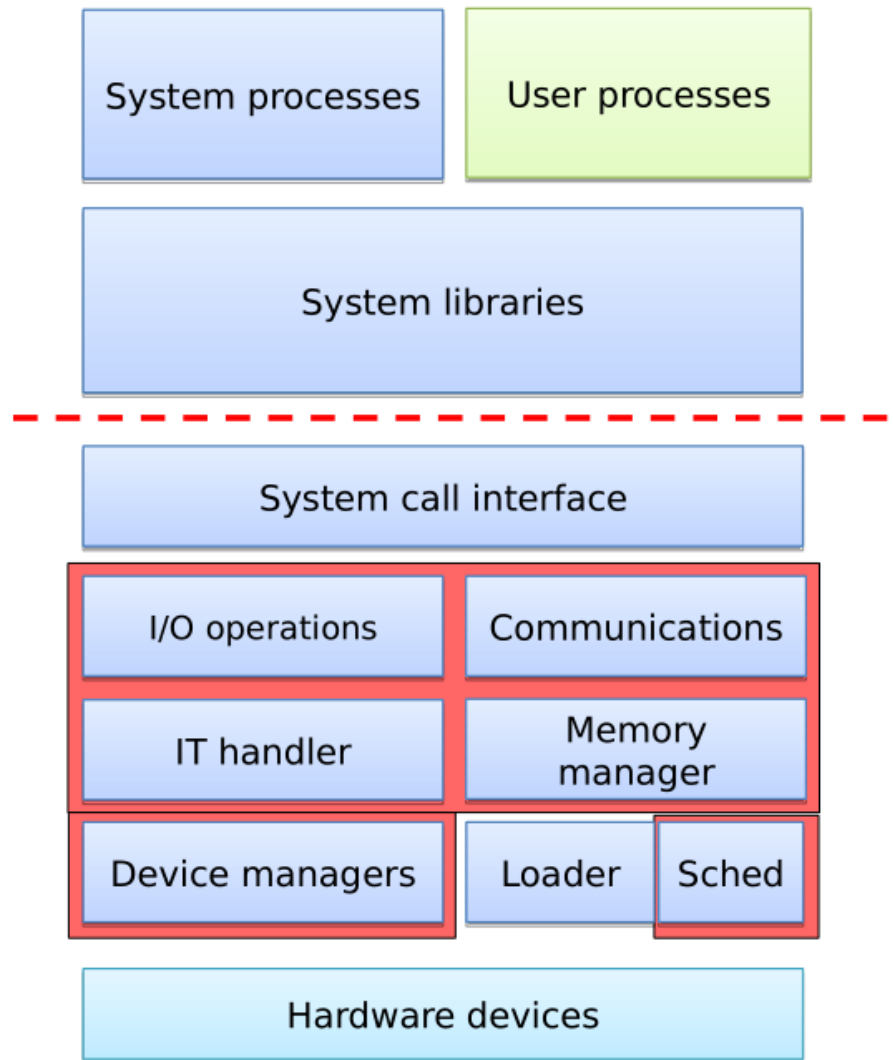 System processes
User processes
System libraries
System call interface
I/O operations
Communications
IT handler
Memory
manager
Device managers
Loader
Sched
Hardware devices